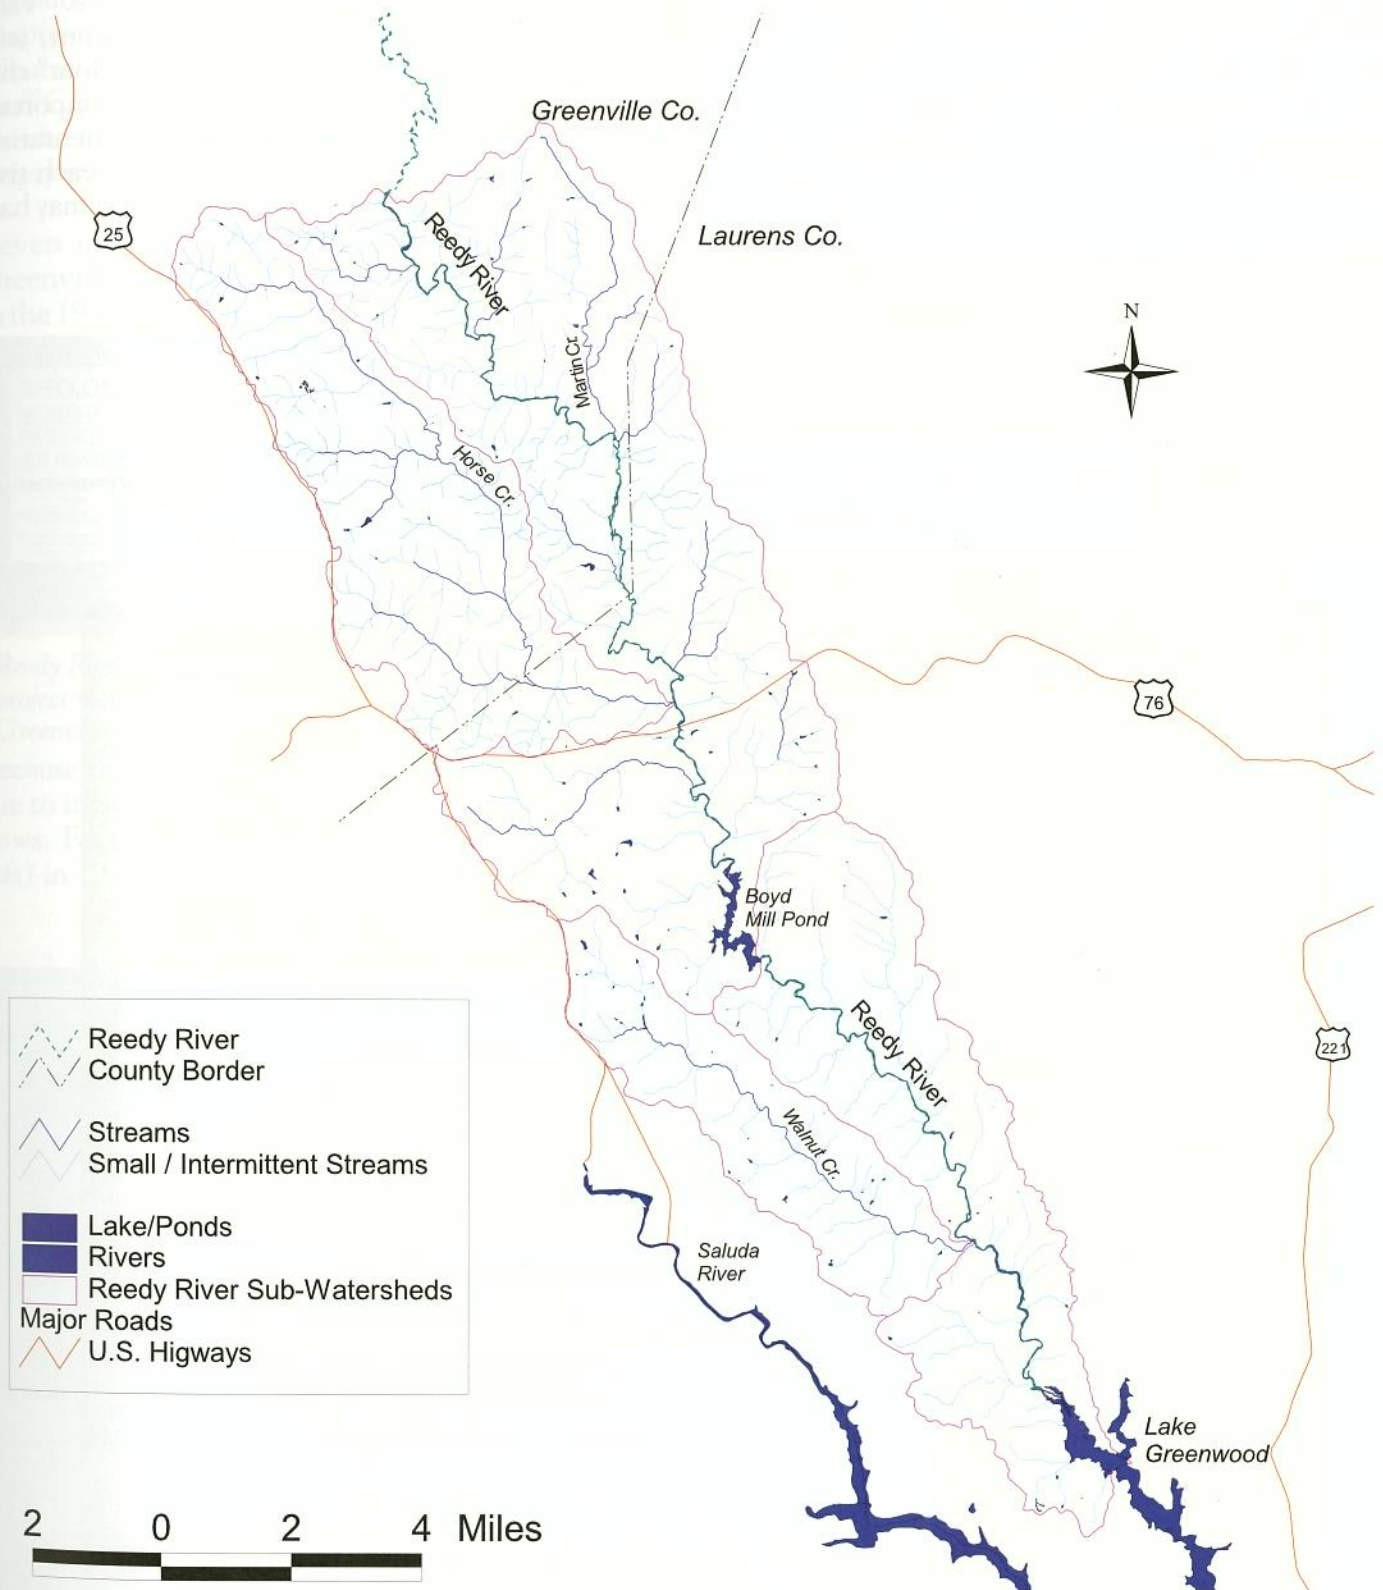 Greenville Co.
25
Reedy River
Laurens Co.
N
Martin Cr.
Horse Cr.
76
Boyd
Mill Pond
Reedy River
221
Walnut Cr.
Saluda
River
Lake
Greenwood
Reedy River
County Border
Streams
Small / Intermittent Streams
Lake/Ponds
Rivers
Reedy River Sub-Watersheds
Major Roads
U.S. Higways
2 0 2 4 Miles